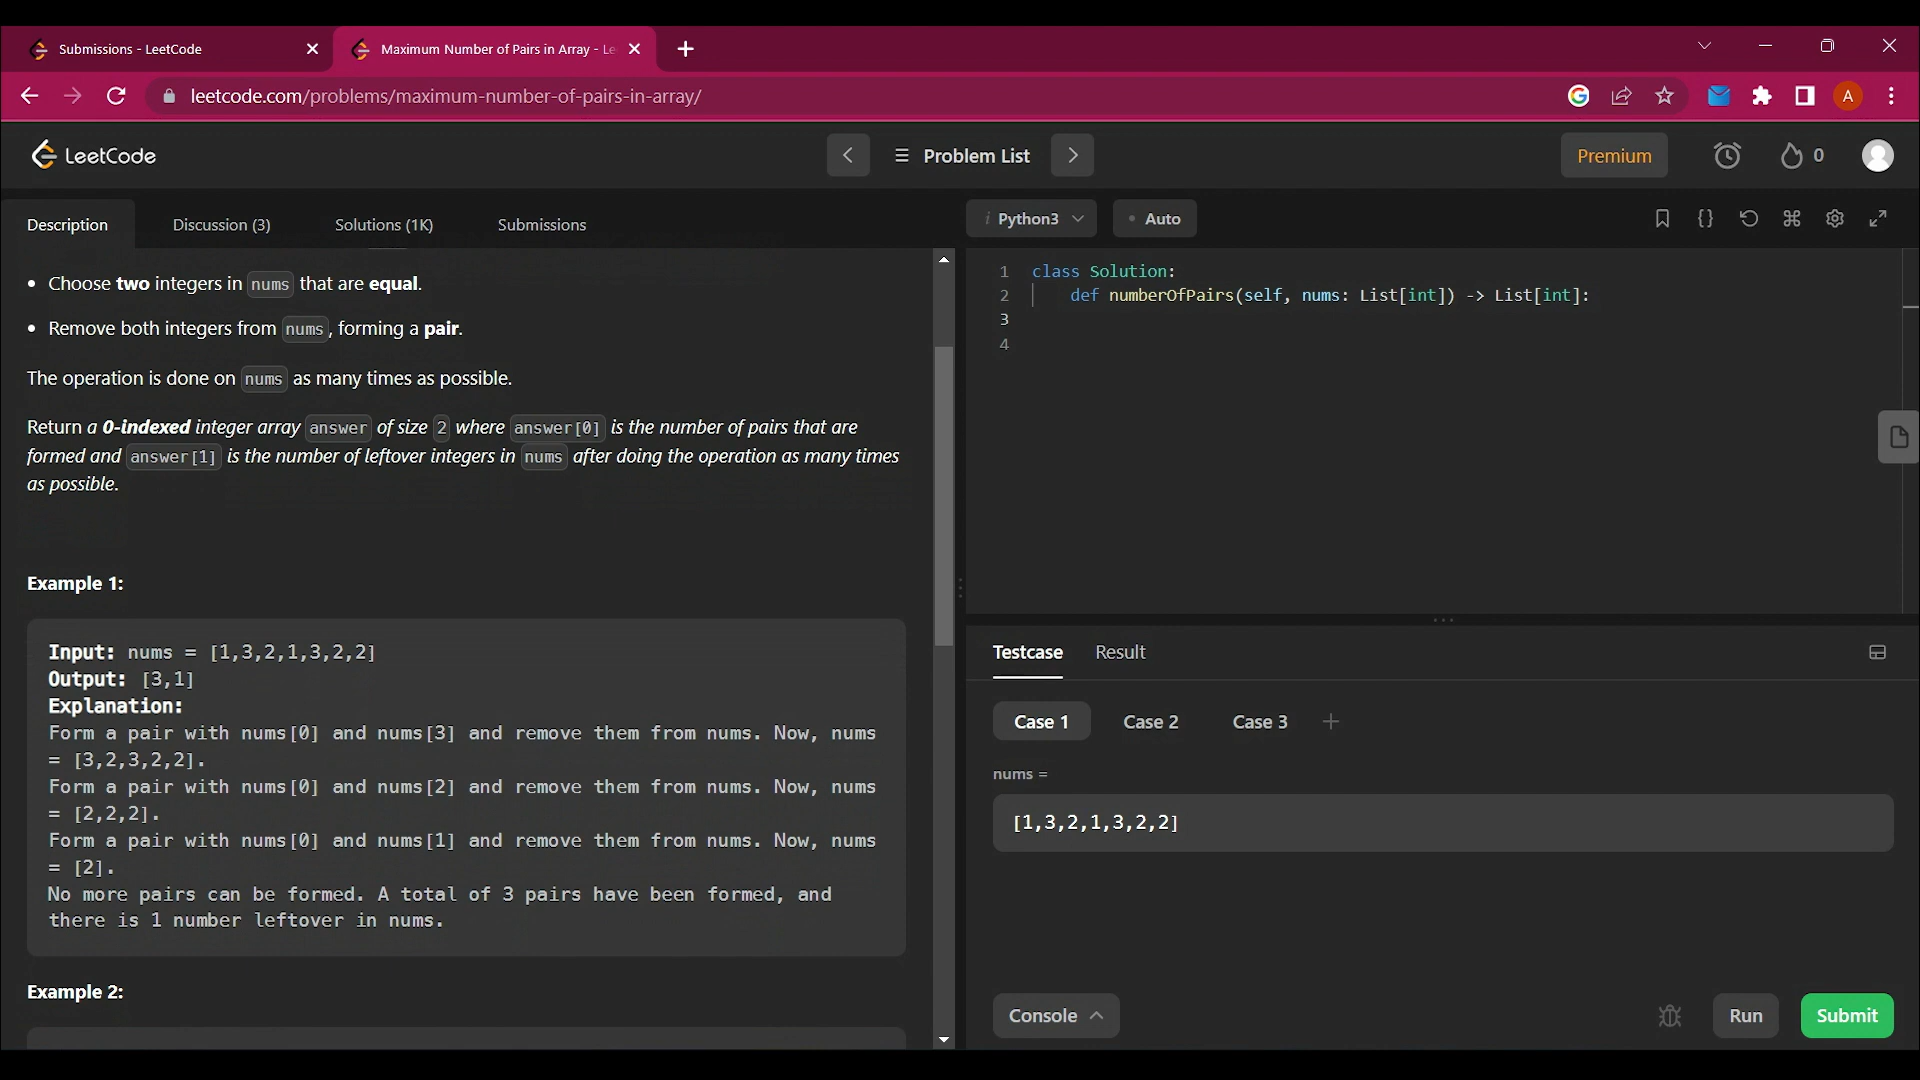 Submissions - LeetCode
Maximum Number of Pairs in Array - Le
leetcode.com/problems/maximum-number-of-pairs-in-array/
A
LeetCode
Problem List
Premium
0
Description
Discussion (3)
Solutions (1K)
Submissions
i Python3
• Auto
• Choose two integers in nums that are equal.
• Remove both integers from nums, forming a pair.
The operation is done on nums as many times as possible.
Return a 0-indexed integer array answer of size 2 where answer[0] is the number of pairs that are
formed and answer[1] is the number of leftover integers in nums after doing the operation as many times
as possible.
Example 1:
Input: nums = [1,3,2,1,3,2,2]
Output: [3,1]
Explanation:
Form a pair with nums[0] and nums[3] and remove them from nums. Now, nums
= [3,2,3,2,2].
Form a pair with nums[0] and nums[2] and remove them from nums. Now, nums
= [2,2,2].
Form a pair with nums[0] and nums[1] and remove them from nums. Now, nums
= [2].
No more pairs can be formed. A total of 3 pairs have been formed, and
there is 1 number leftover in nums.
Example 2:
1 class Solution:
2 def numberOfPairs(self, nums: List[int]) -> List[int]:
3
4
Testcase
Result
Case 1
Case 2
Case 3
nums =
[1,3,2,1,3,2,2]
Console
Run
Submit